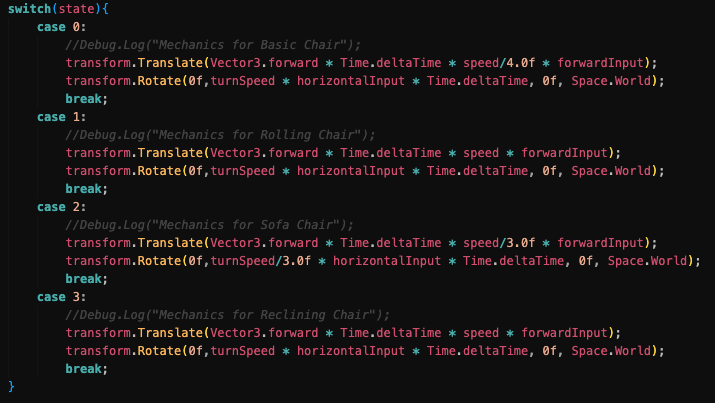 switch(state){
case 0:
//Debug.Log("Mechanics for Basic Chair");
transform.Translate(Vector3.forward * Time.deltaTime * speed/4.0f * forwardInput);
transform.Rotate(0f,turnSpeed * horizontalInput * Time.deltaTime, 0f, Space.World);
break;
case 1:
//Debug.Log("Mechanics for Rolling Chair");
transform.Translate(Vector3.forward * Time.deltaTime * speed * forwardInput);
transform.Rotate(0f,turnSpeed * horizontalInput * Time.deltaTime, 0f, Space.World);
break;
case 2:
//Debug.Log("Mechanics for Sofa Chair");
transform.Translate(Vector3.forward * Time.deltaTime * speed/3.0f * forwardInput);
transform.Rotate(0f,turnSpeed/3.0f * horizontalInput * Time.deltaTime, 0f, Space.World);
break;
case 3:
//Debug.Log("Mechanics for Reclining Chair");
transform.Translate(Vector3.forward * Time.deltaTime * speed * forwardInput);
transform.Rotate(0f,turnSpeed * horizontalInput * Time.deltaTime, 0f, Space.World);
break;
}